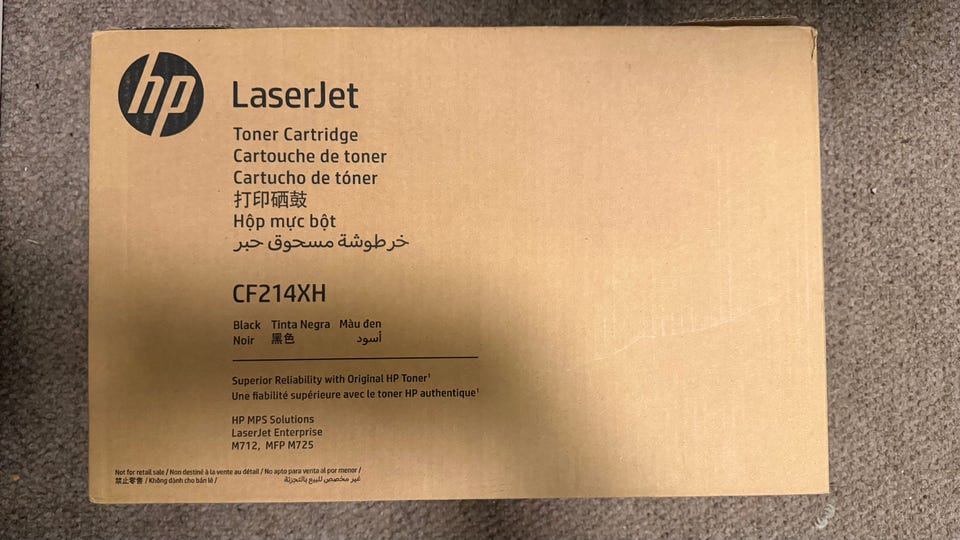 hp
LaserJet
Toner Cartridge
Cartouche de toner
Cartucho de tóner
打印硒鼓
Hộp mực bột
خرطوشة مسحوق حبر
CF214XH
Black Tinta Negra Màu đen
Noir 黑色 أسود
Superior Reliability with Original HP Toner¹
Une fiabilité supérieure avec le toner HP authentique¹
HP MPS Solutions
LaserJet Enterprise
M712, MFP M725
Not for retail sale / Non destiné à la vente au détail / No apto para venta al por menor /
禁止零售 / Không dành cho bán lẻ / غير مخصص للبيع بالتجزئة